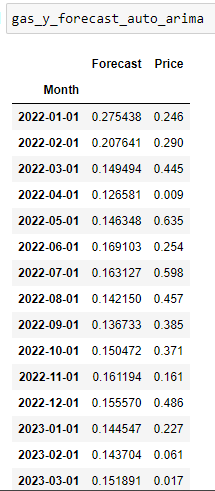 gas_y_forecast_auto_arima
Forecast Price
Month
2022-01-01 0.275438 0.246
2022-02-01 0.207641 0.290
2022-03-01 0.149494 0.445
2022-04-01 0.126581 0.009
2022-05-01 0.146348 0.635
2022-06-01 0.169103 0.254
2022-07-01 0.163127 0.598
2022-08-01 0.142150 0.457
2022-09-01 0.136733 0.385
2022-10-01 0.150472 0.371
2022-11-01 0.161194 0.161
2022-12-01 0.155570 0.486
2023-01-01 0.144547 0.227
2023-02-01 0.143704 0.061
2023-03-01 0.151891 0.017